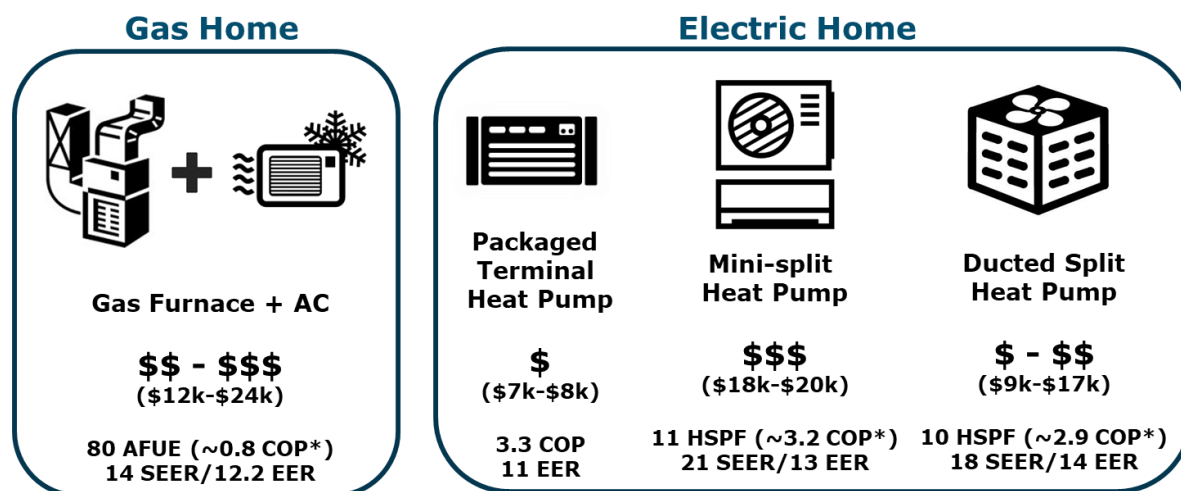 Gas Home
Gas Furnace + AC
$$ - $$$
($12k-$24k)
80 AFUE (~0.8 COP*)
14 SEER/12.2 EER
Electric Home
Packaged
Terminal
Heat Pump
$
($7k-$8k)
3.3 COP
11 EER
Mini-split
Heat Pump
$$$
($18k-$20k)
11 HSPF (~3.2 COP*)
21 SEER/13 EER
Ducted Split
Heat Pump
$ - $$
($9k-$17k)
10 HSPF (~2.9 COP*)
18 SEER/14 EER